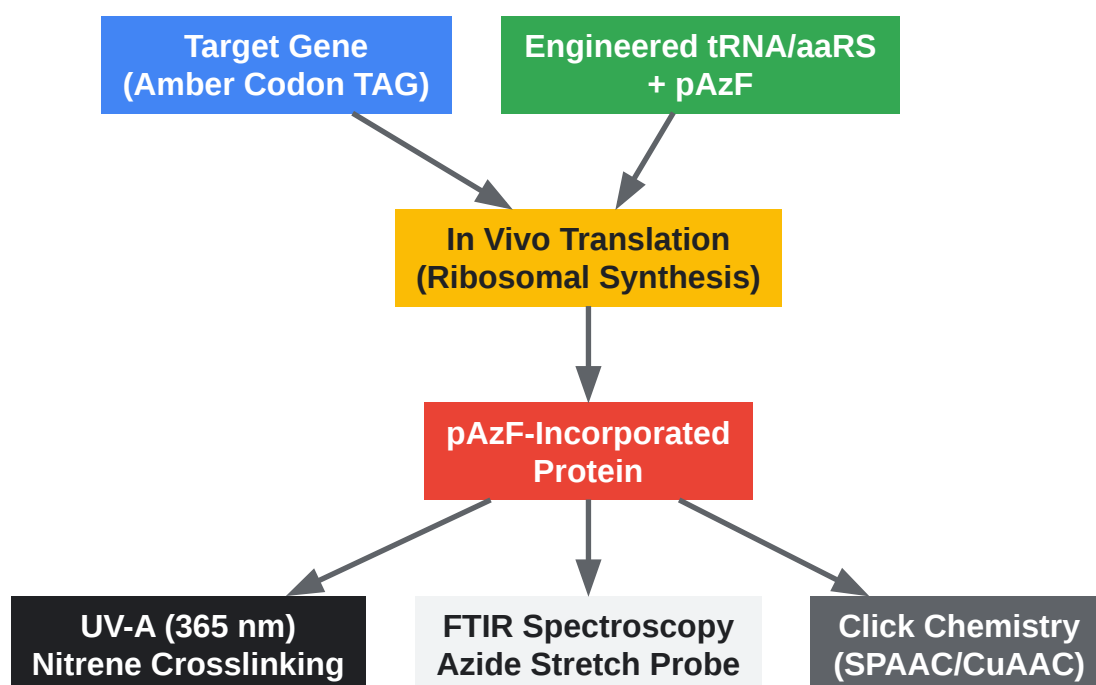 Target Gene
(Amber Codon TAG)
Engineered tRNA/aaRS
+ pAzF
In Vivo Translation
(Ribosomal Synthesis)
pAzF-Incorporated
Protein
UV-A (365 nm)
Nitrene Crosslinking
FTIR Spectroscopy
Azide Stretch Probe
Click Chemistry
(SPAAC/CuAAC)